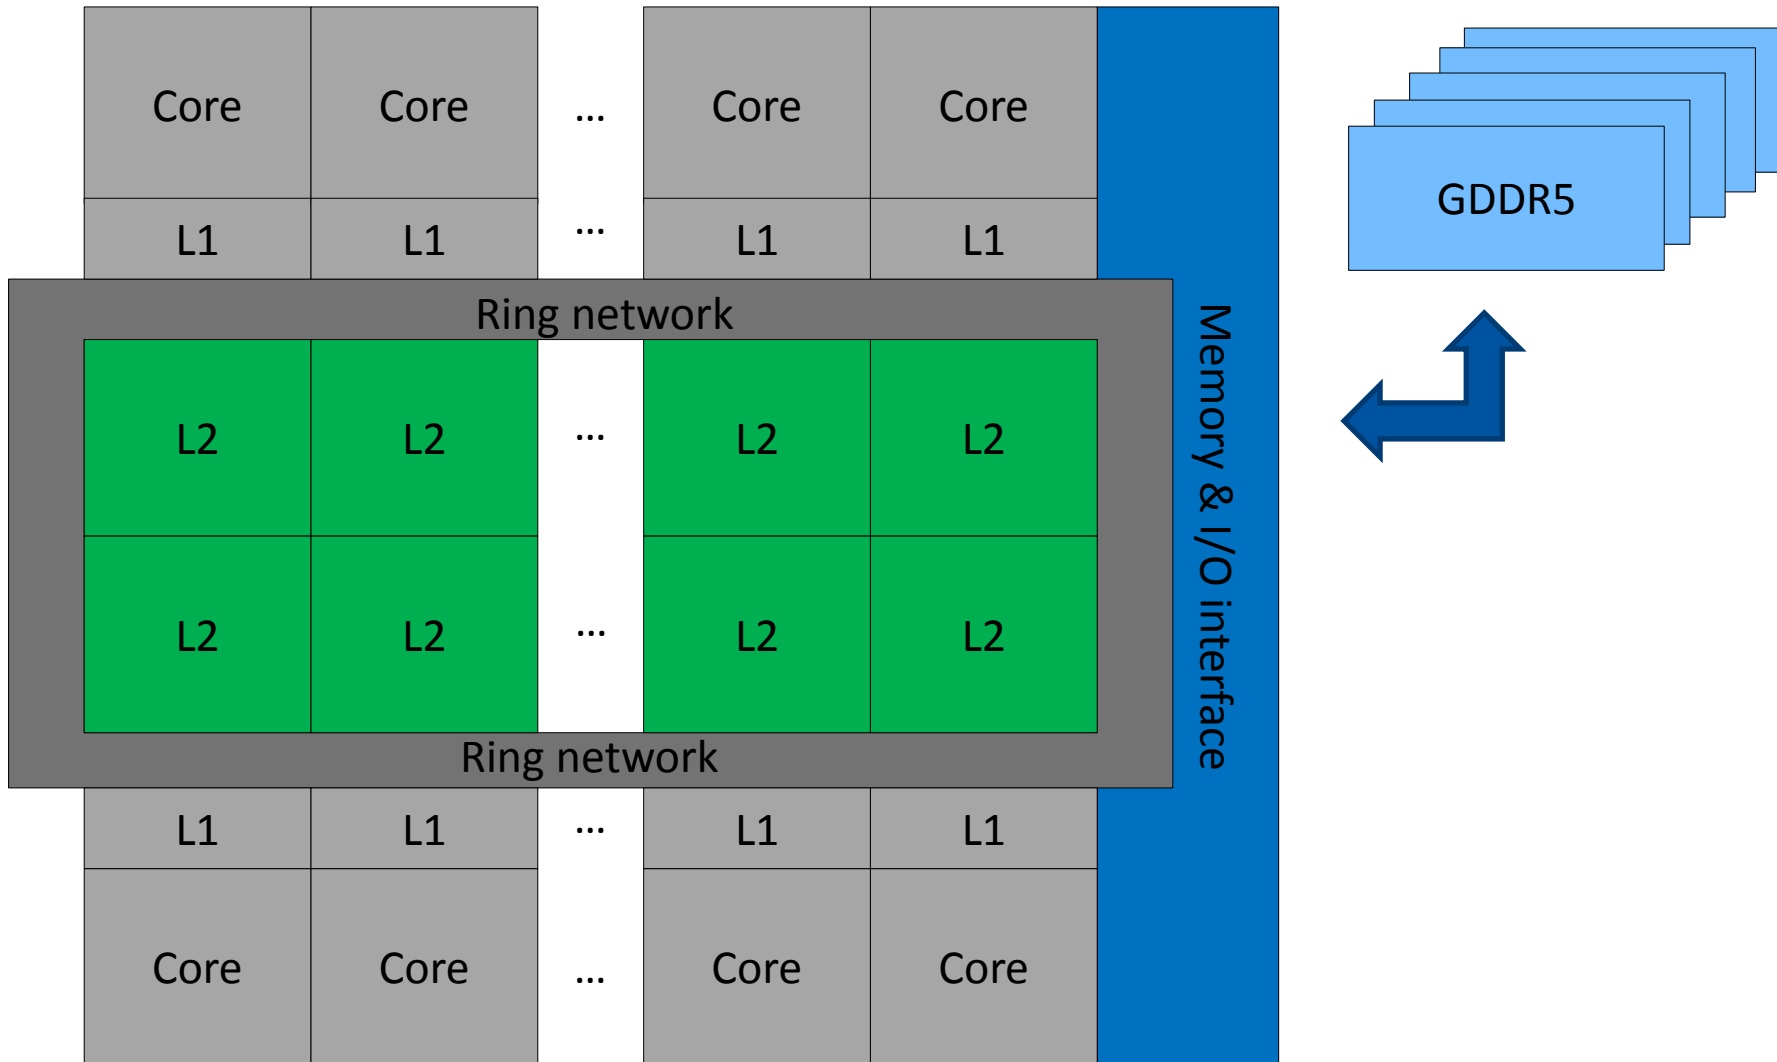 Core Core ... Core Core
L1 L1 ... L1 L1
GDDR5
Ring network
Memory & I/O interface
L2 L2 ... L2 L2
L2 L2 ... L2 L2
Ring network
L1 L1 ... L1 L1
Core Core ... Core Core